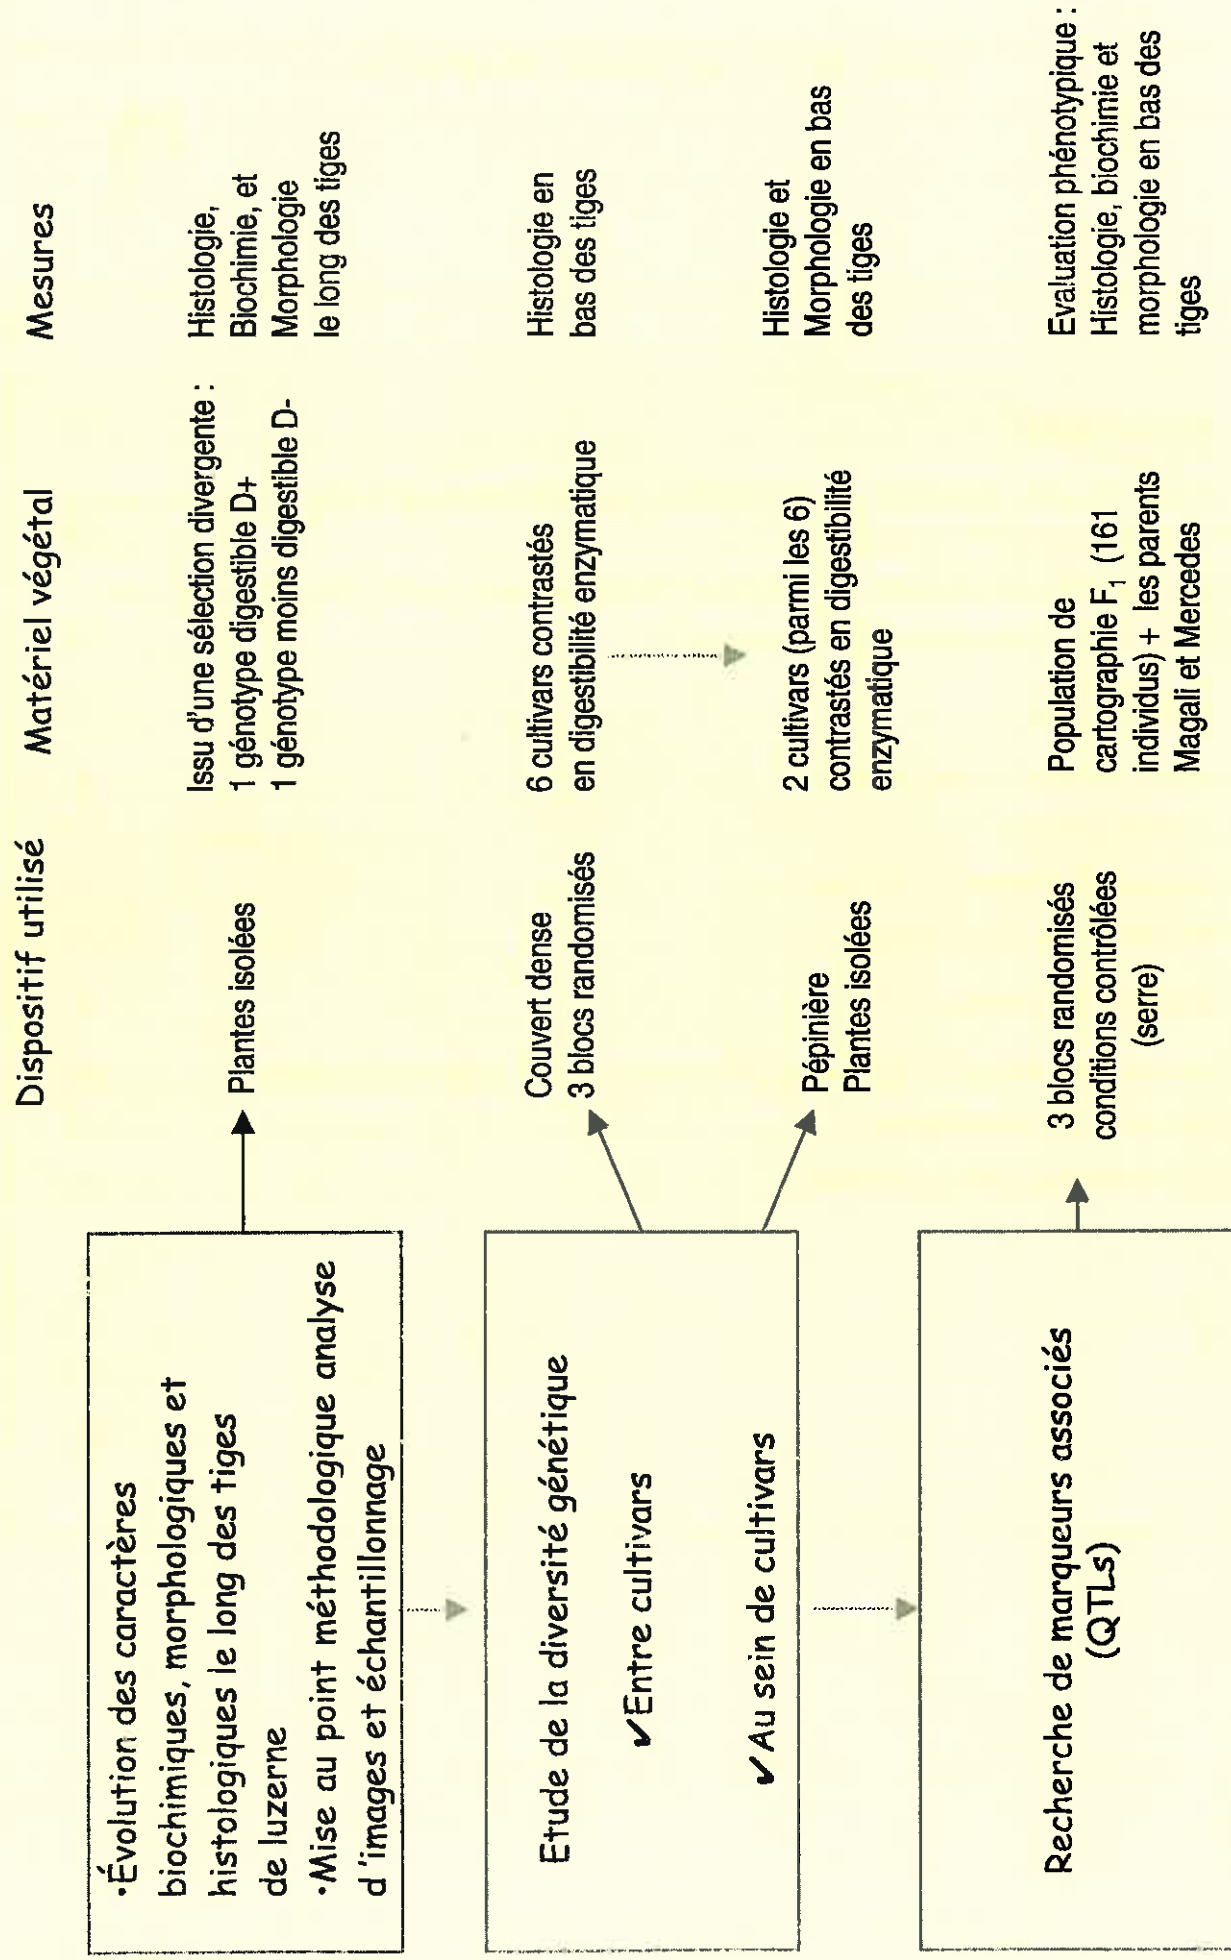 Dispositif utilisé
Matériel végétal
Mesures
•Évolution des caractères
biochimiques, morphologiques et
histologiques le long des tiges
de luzerne
•Mise au point méthodologique analyse
d'images et échantillonnage
Plantes isolées
Issu d'une sélection divergente :
1 génotype digestible D+
1 génotype moins digestible D-
Histologie,
Biochimie, et
Morphologie
le long des tiges
Etude de la diversité génétique
✔Entre cultivars
✔Au sein de cultivars
Couvert dense
3 blocs randomisés
6 cultivars contrastés
en digestibilité enzymatique
Histologie en
bas des tiges
Pépinière
Plantes isolées
2 cultivars (parmi les 6)
contrastés en digestibilité
enzymatique
Histologie et
Morphologie en bas
des tiges
Recherche de marqueurs associés
(QTLs)
3 blocs randomisés
conditions contrôlées
(serre)
Population de
cartographie F₁ (161
individus) + les parents
Magali et Mercedes
Evaluation phénotypique :
Histologie, biochimie et
morphologie en bas des
tiges